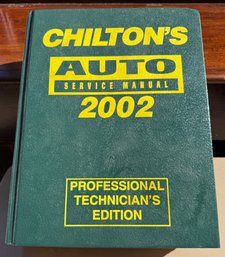 CHILTON'S
AUTO
SERVICE MANUAL
2002
PROFESSIONAL
TECHNICIAN'S
EDITION